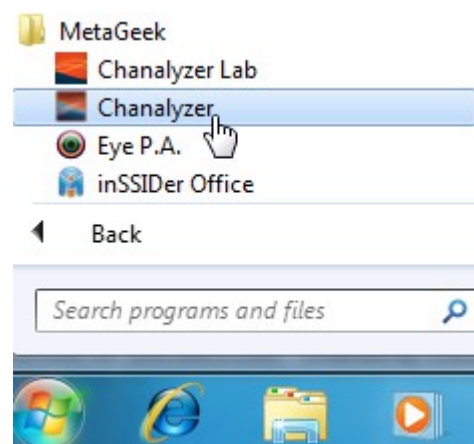 MetaGeek
Chanalyzer Lab
Chanalyzer
Eye P.A.
inSSIDer Office
Back
Search programs and files